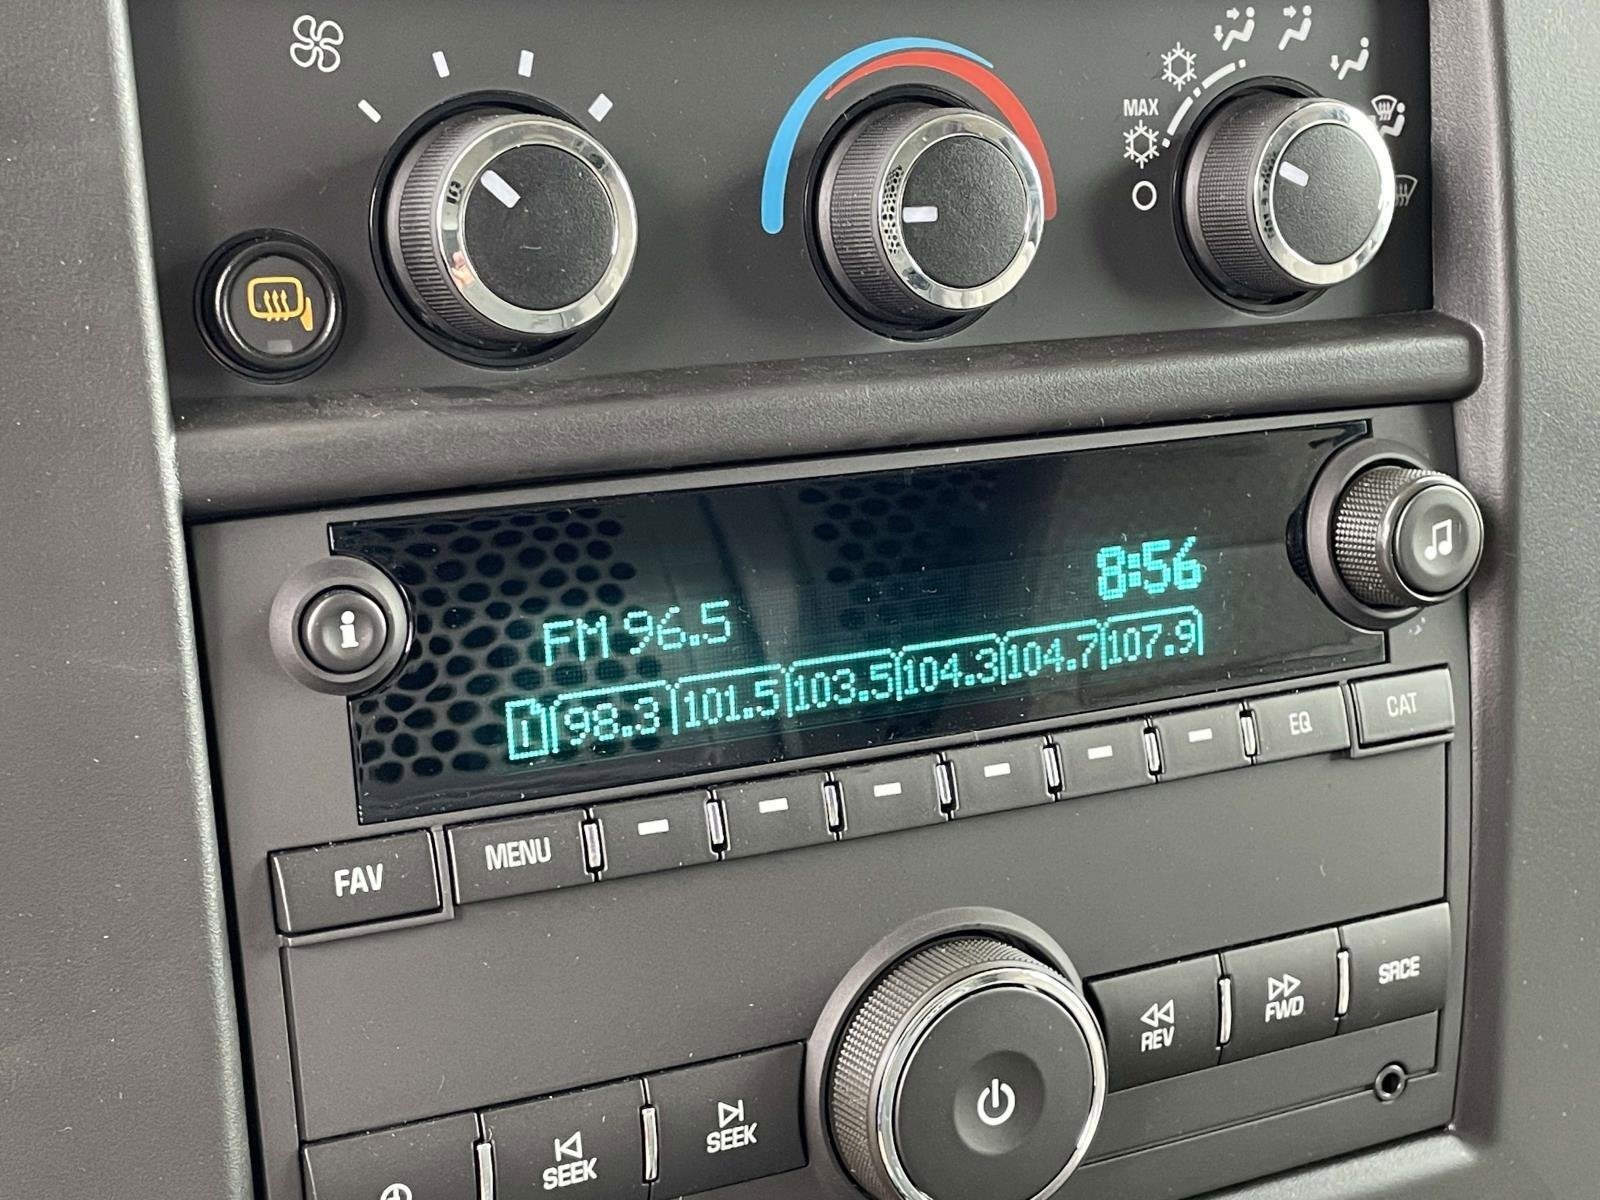 MAX
8:56
FM 96.5
1 98.3 101.5 103.5 104.3 104.7 107.9
i
FAV MENU EQ CAT
REV FWD SRCE
SEEK SEEK